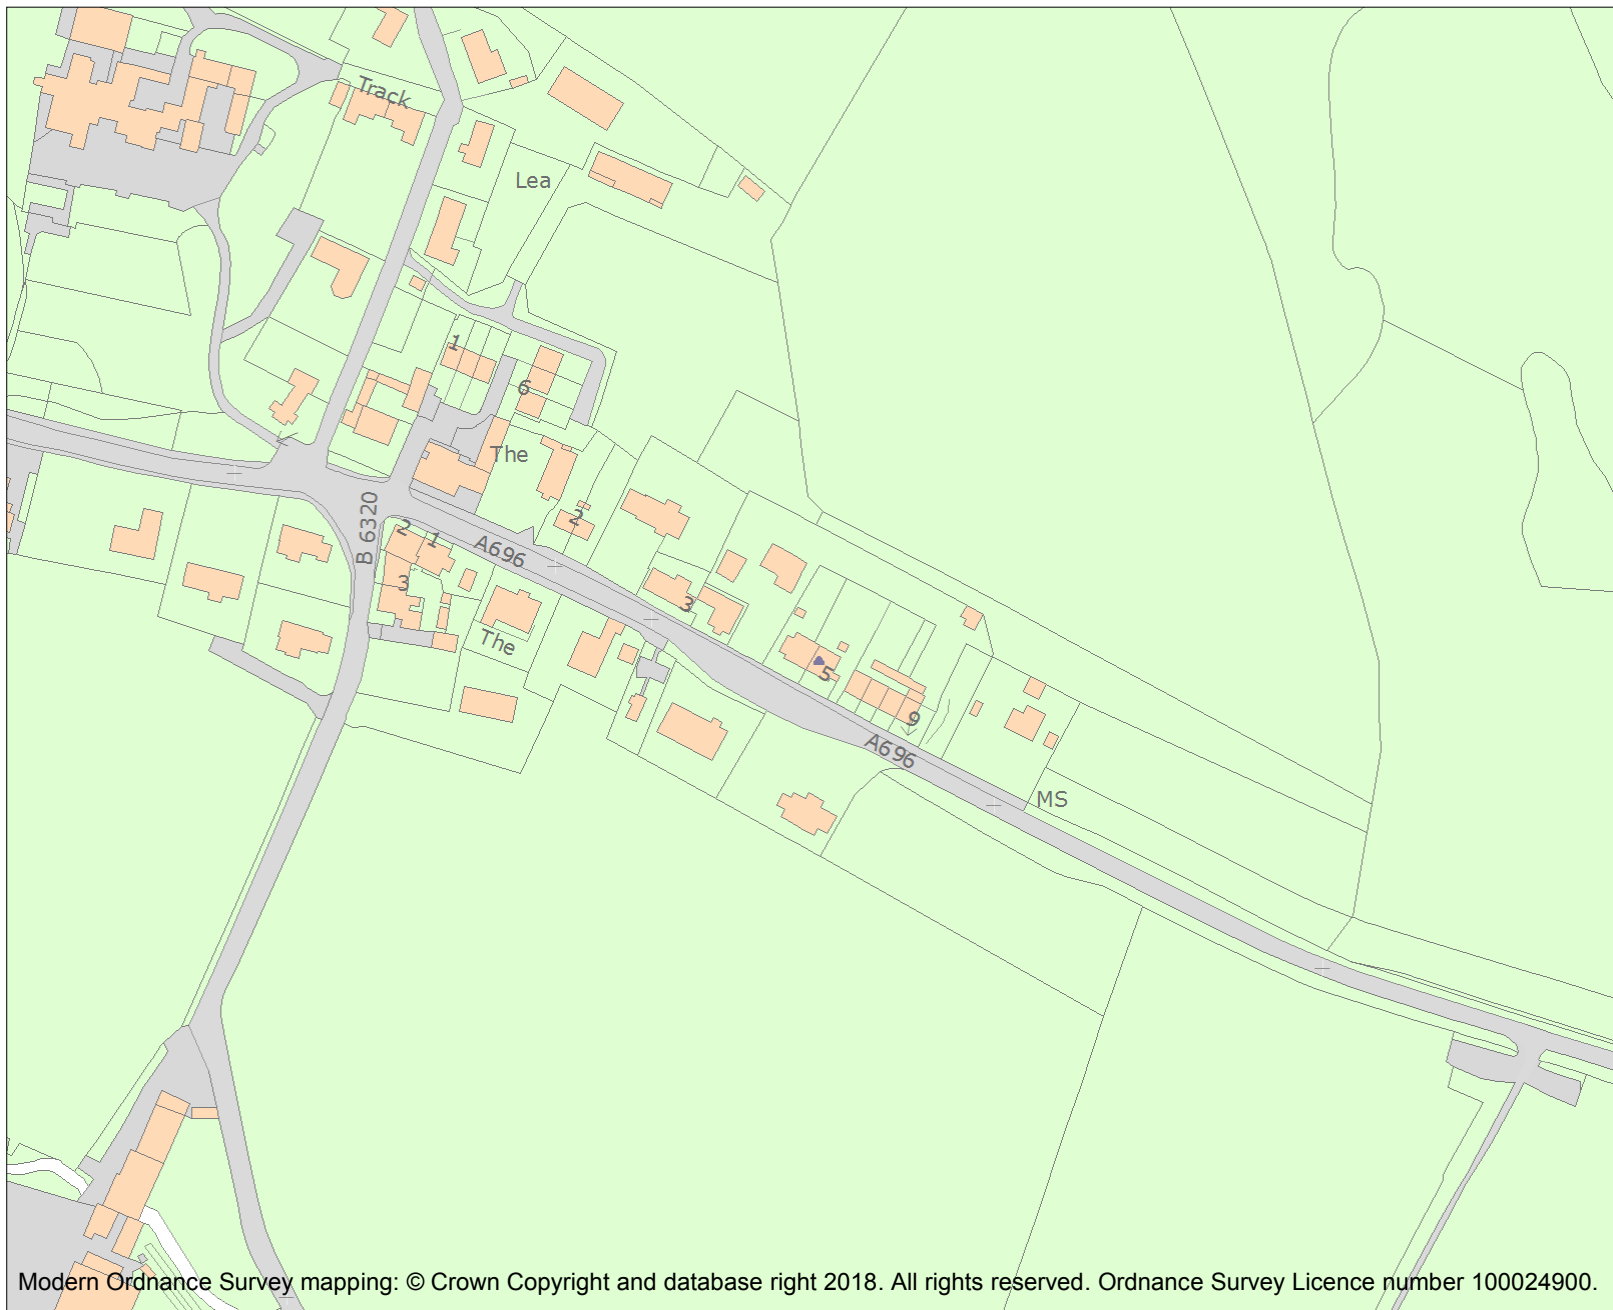 Track
Lea
1
6
The
2
B 6320
2
1
A696
3
3
The
5
9
A696
MS
Modern Ordnance Survey mapping: © Crown Copyright and database right 2018. All rights reserved. Ordnance Survey Licence number 100024900.